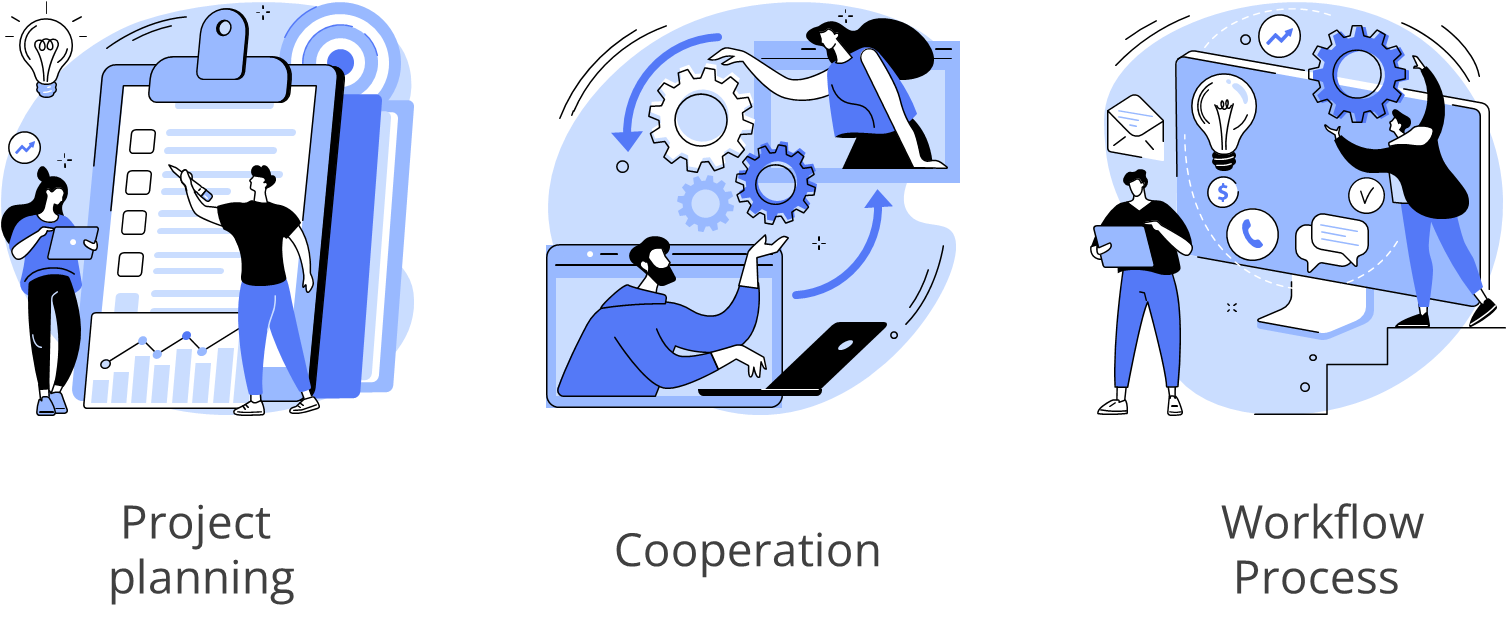 $
Project
planning
Cooperation
Workflow
Process